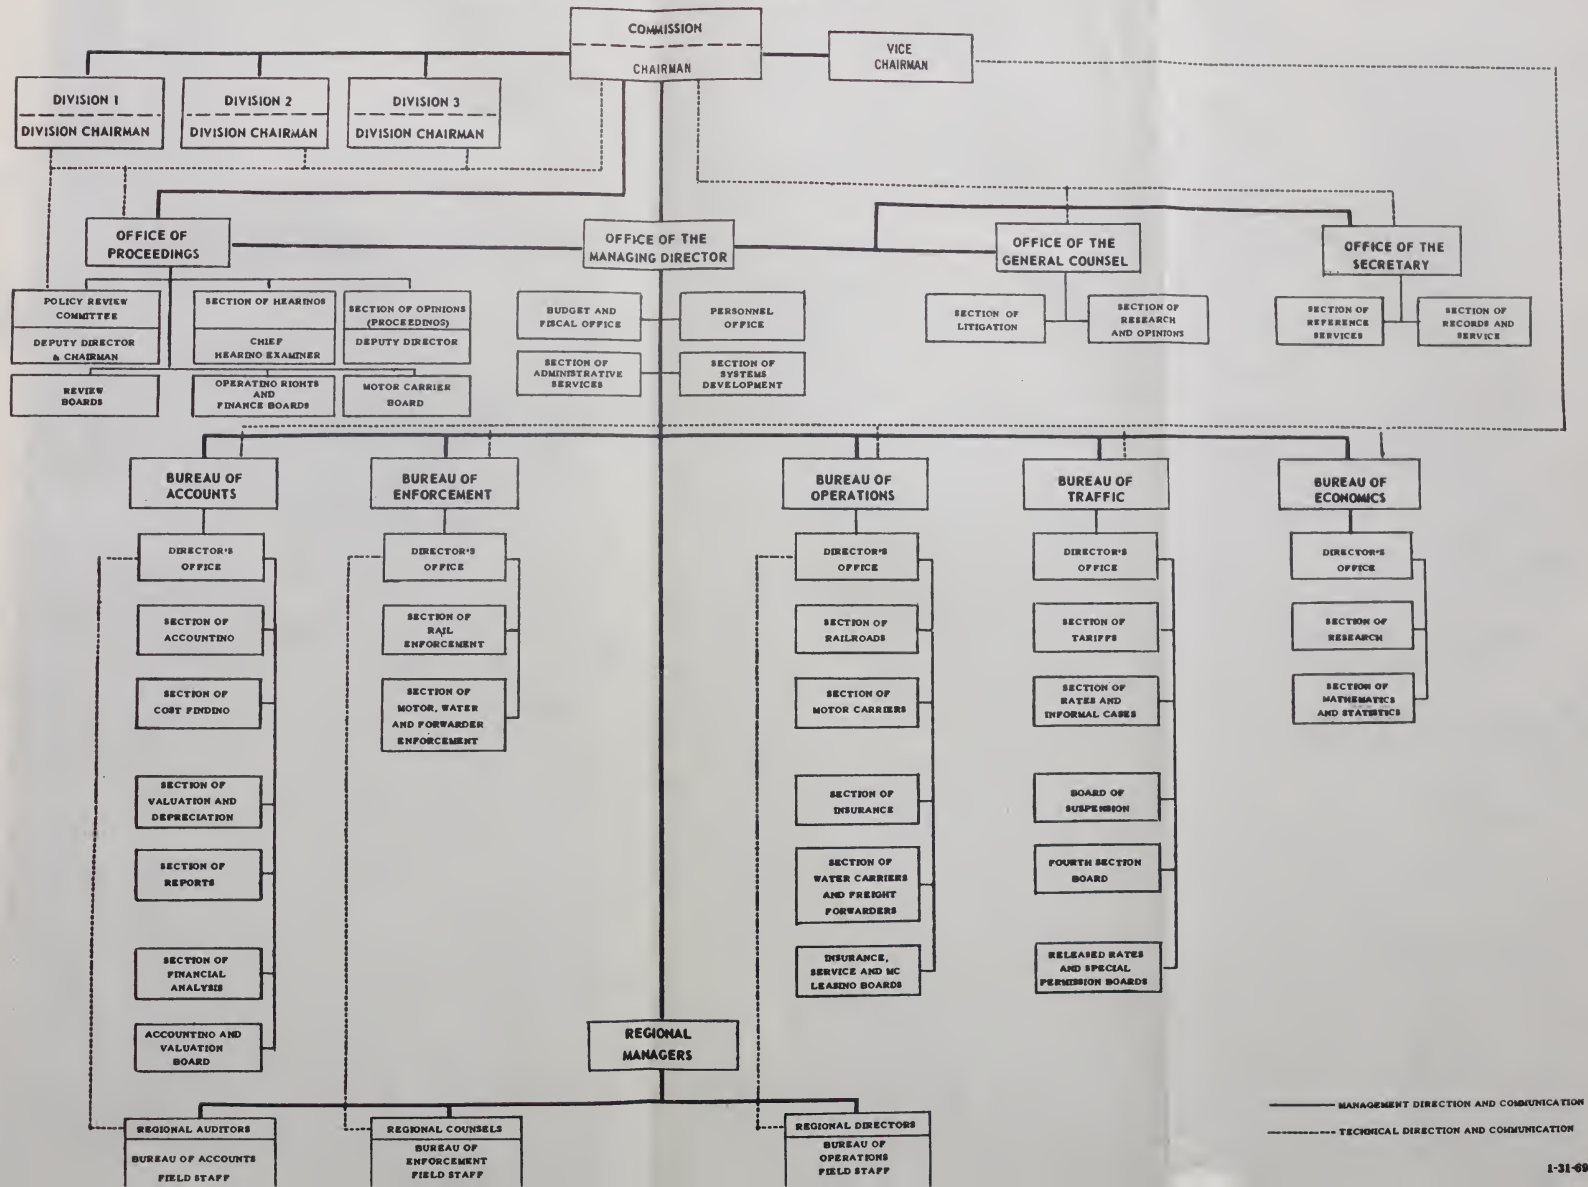 COMMISSION
CHAIRMAN
VICE
CHAIRMAN
DIVISION 1
DIVISION CHAIRMAN
DIVISION 2
DIVISION CHAIRMAN
DIVISION 3
DIVISION CHAIRMAN
OFFICE OF
PROCEEDINGS
OFFICE OF THE
MANAGING DIRECTOR
OFFICE OF THE
GENERAL COUNSEL
OFFICE OF THE
SECRETARY
POLICY REVIEW
COMMITTEE
DEPUTY DIRECTOR
& CHAIRMAN
SECTION OF HEARINGS
CHIEF
HEARING EXAMINER
SECTION OF OPINIONS
(PROCEEDINGS)
DEPUTY DIRECTOR
REVIEW
BOARDS
OPERATING RIGHTS
AND
FINANCE BOARDS
MOTOR CARRIER
BOARD
BUDGET AND
FISCAL OFFICE
PERSONNEL
OFFICE
SECTION OF
ADMINISTRATIVE
SERVICES
SECTION OF
SYSTEMS
DEVELOPMENT
SECTION OF
LITIGATION
SECTION OF
RESEARCH
AND OPINIONS
SECTION OF
REFERENCE
SERVICES
SECTION OF
RECORDS AND
SERVICE
BUREAU OF
ACCOUNTS
BUREAU OF
ENFORCEMENT
BUREAU OF
OPERATIONS
BUREAU OF
TRAFFIC
BUREAU OF
ECONOMICS
DIRECTOR'S
OFFICE
SECTION OF
ACCOUNTING
SECTION OF
COST FINDING
SECTION OF
VALUATION AND
DEPRECIATION
SECTION OF
REPORTS
SECTION OF
FINANCIAL
ANALYSIS
ACCOUNTING AND
VALUATION
BOARD
DIRECTOR'S
OFFICE
SECTION OF
RAIL
ENFORCEMENT
SECTION OF
MOTOR, WATER
AND FORWARDER
ENFORCEMENT
DIRECTOR'S
OFFICE
SECTION OF
RAILROADS
SECTION OF
MOTOR CARRIERS
SECTION OF
INSURANCE
SECTION OF
WATER CARRIERS
AND FREIGHT
FORWARDERS
INSURANCE,
SERVICE AND MC
LEASING BOARDS
DIRECTOR'S
OFFICE
SECTION OF
TARIFFS
SECTION OF
RATES AND
INFORMAL CASES
BOARD OF
SUSPENSION
FOURTH SECTION
BOARD
RELEASED RATES
AND SPECIAL
PERMISSION BOARDS
DIRECTOR'S
OFFICE
SECTION OF
RESEARCH
SECTION OF
MATHEMATICS
AND STATISTICS
REGIONAL
MANAGERS
REGIONAL AUDITORS
BUREAU OF ACCOUNTS
FIELD STAFF
REGIONAL COUNSELS
BUREAU OF
ENFORCEMENT
FIELD STAFF
REGIONAL DIRECTORS
BUREAU OF
OPERATIONS
FIELD STAFF
MANAGEMENT DIRECTION AND COMMUNICATION
TECHNICAL DIRECTION AND COMMUNICATION
1-31-69